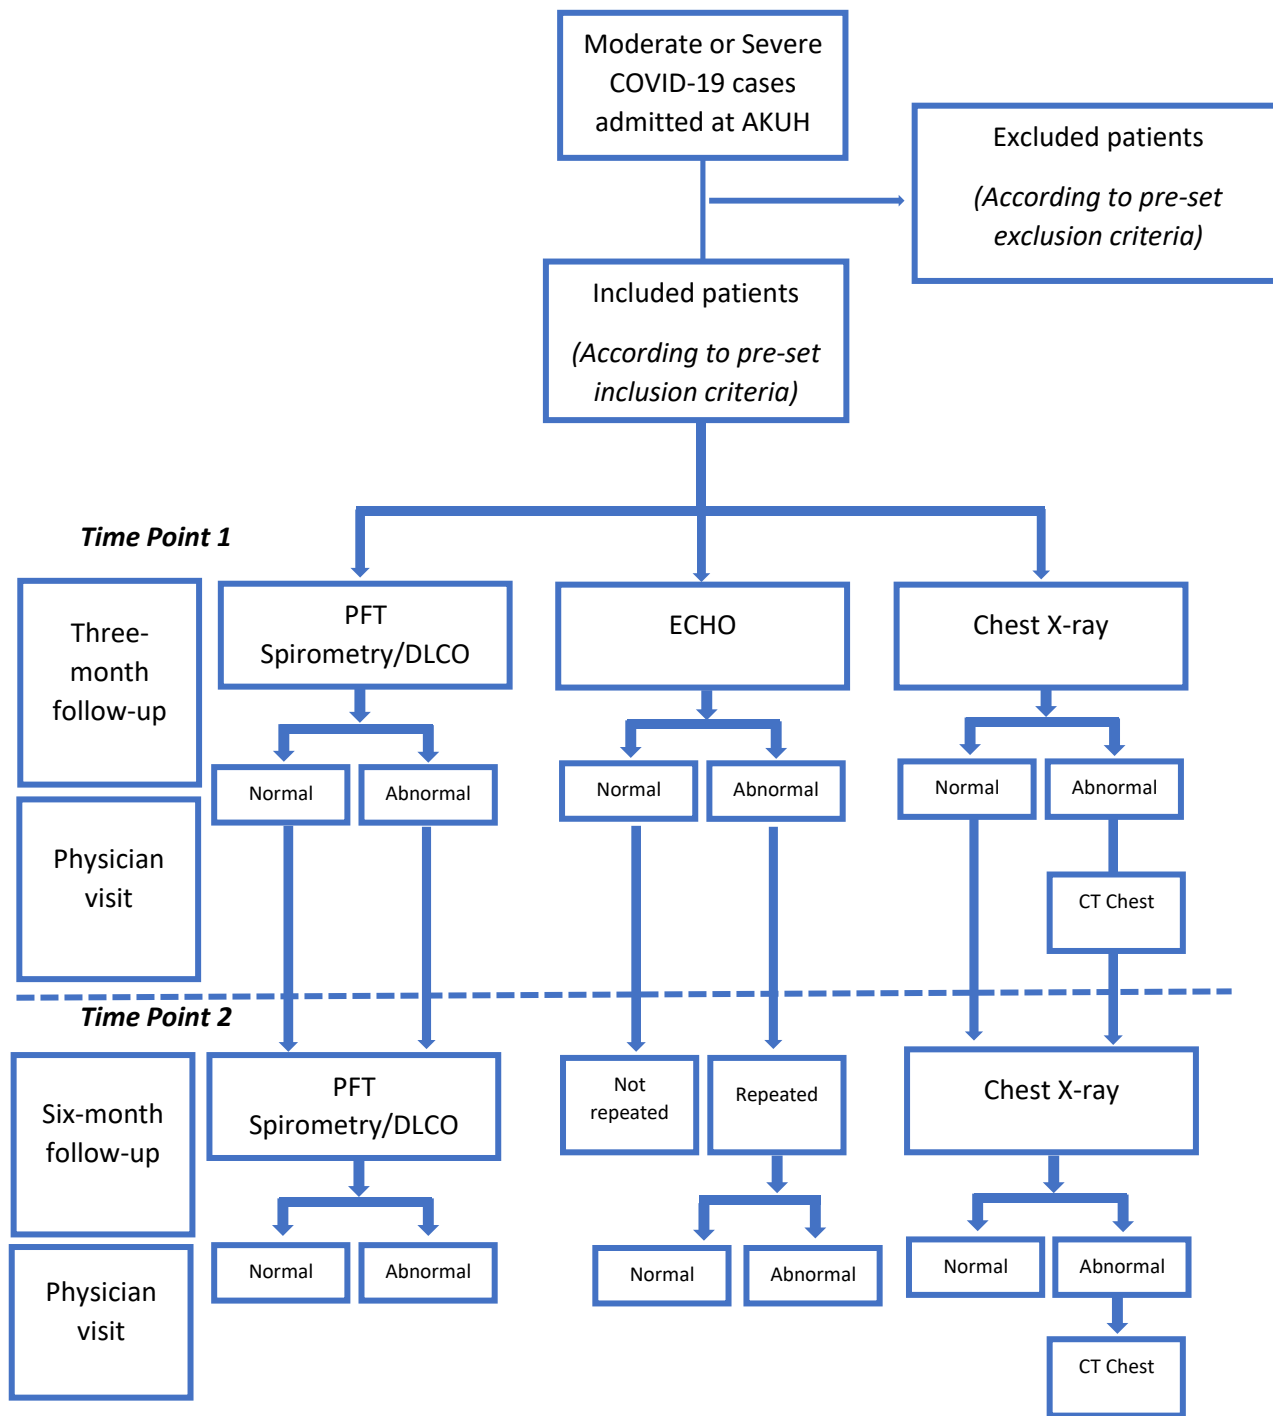 Moderate or Severe
COVID-19 cases
admitted at AKUH
Excluded patients
(According to pre-set
exclusion criteria)
Included patients
(According to pre-set
inclusion criteria)
Time Point 1
Three-
month
follow-up
PFT
Spirometry/DLCO
ECHO
Chest X-ray
Normal
Abnormal
Normal
Abnormal
Normal
Abnormal
Physician
visit
CT Chest
Time Point 2
Six-month
follow-up
PFT
Spirometry/DLCO
Not
repeated
Repeated
Chest X-ray
Normal
Abnormal
Normal
Abnormal
Normal
Abnormal
Physician
visit
CT Chest